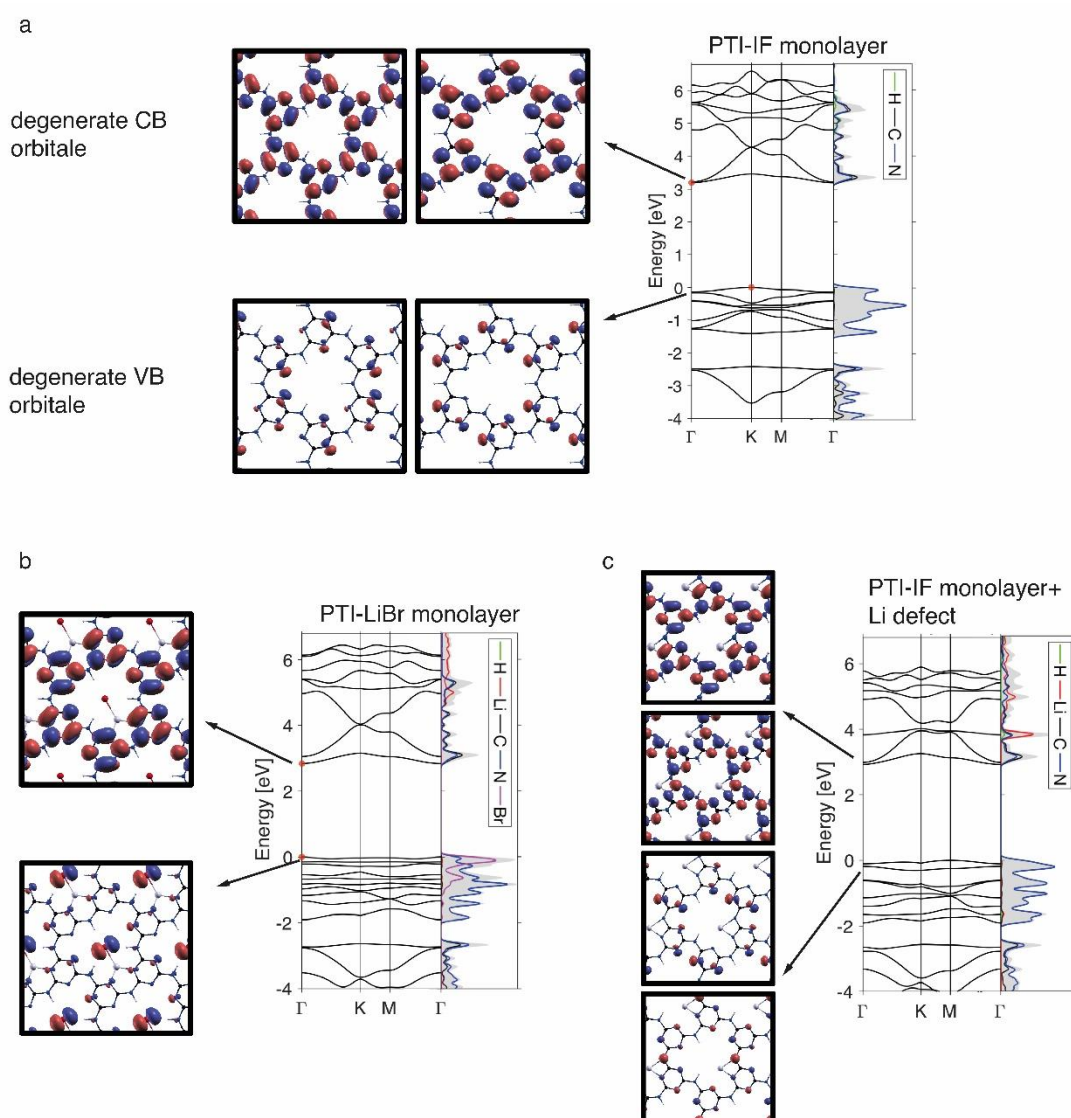 a
PTI-IF monolayer
degenerate CB
orbitale
degenerate VB
orbitale
Energy [eV]
6
5
4
3
2
1
0
-1
-2
-3
-4
Γ K M Γ
H C N
b
PTI-LiBr monolayer
Energy [eV]
6
4
2
0
-2
-4
Γ K M Γ
H Li C N Br
c
PTI-IF monolayer+
Li defect
Energy [eV]
6
4
2
0
-2
-4
Γ K M Γ
H Li C N